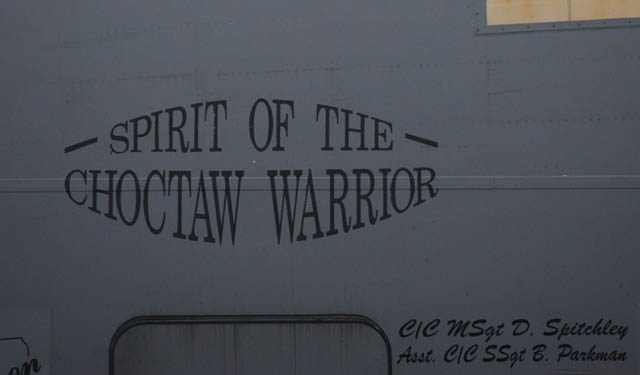 - SPIRIT OF THE -
CHOCTAW WARRIOR
C/C MSgt D. Spitchley
Asst. C/C SSgt B. Parkman